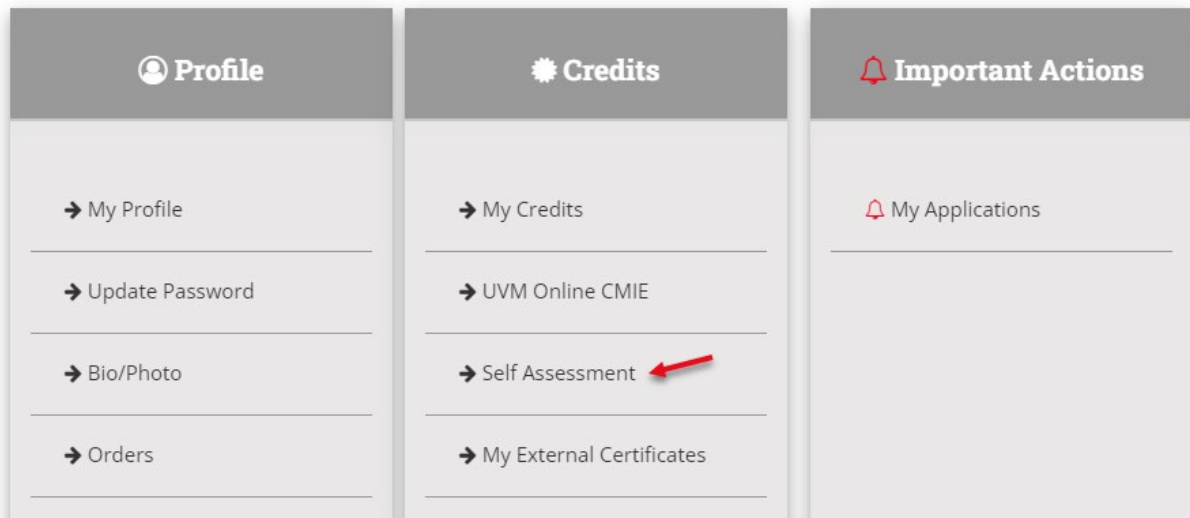 Profile
My Profile
Update Password
Bio/Photo
Orders
Credits
My Credits
UVM Online CMIE
Self Assessment
My External Certificates
Important Actions
My Applications